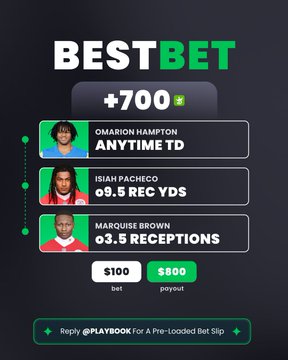 BESTBET
+700
OMARION HAMPTON
ANYTIME TD
ISIAH PACHECO
o9.5 REC YDS
MARQUISE BROWN
o3.5 RECEPTIONS
$100 $800
bet payout
Reply @PLAYBOOK For A Pre-Loaded Bet Slip